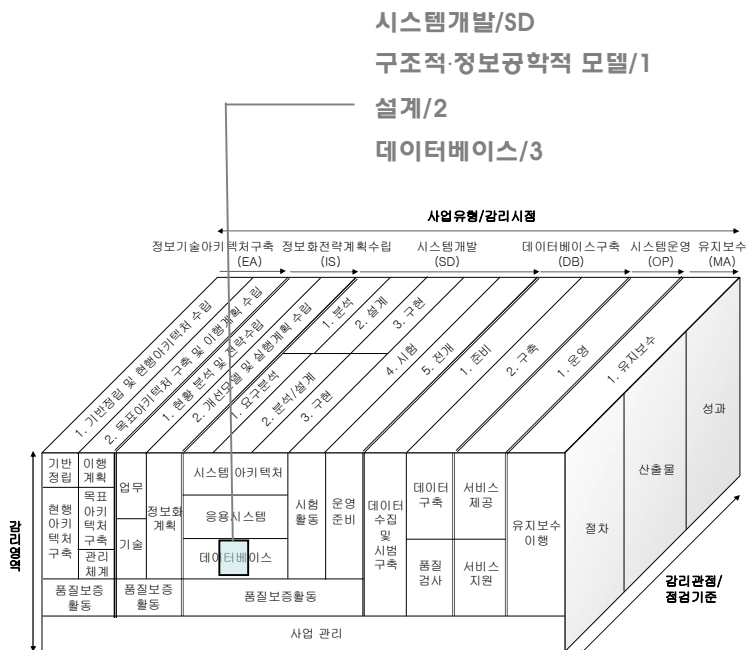 시스템개발/SD
구조적·정보공학적 모델/1
설계/2
데이터베이스/3
사업유형/감리시점
정보기술아키텍처구축
(EA)
정보화전략계획수립
(IS)
시스템개발
(SD)
데이터베이스구축
(DB)
시스템운영
(OP)
유지보수
(MA)
1. 기반정립 및 현행아키텍처 수립
2. 목표아키텍처 구축 및 이행계획 수립
1. 현황 분석 및 전략수립
2. 개선모델 및 실행계획 수립
1. 분석
2. 설계
3. 구현
1. 요구분석
2. 분석/설계
3. 구현
4. 시험
5. 전개
1. 준비
2. 구축
1. 운영
1. 유지보수
감리영역
기반
정립
이행
계획
현행
아키
텍처
구축
목표
아키
텍처
구축
관리
체계
업무
기술
정보화
계획
시스템 아키텍처
응용시스템
데이터베이스
시험
활동
운영
준비
데이터
수집
및
시범
구축
데이터
구축
품질
검사
서비스
제공
서비스
지원
유지보수
이행
품질보증
활동
품질보증
활동
품질보증활동
사업 관리
절차
산출물
성과
감리관점/
점검기준